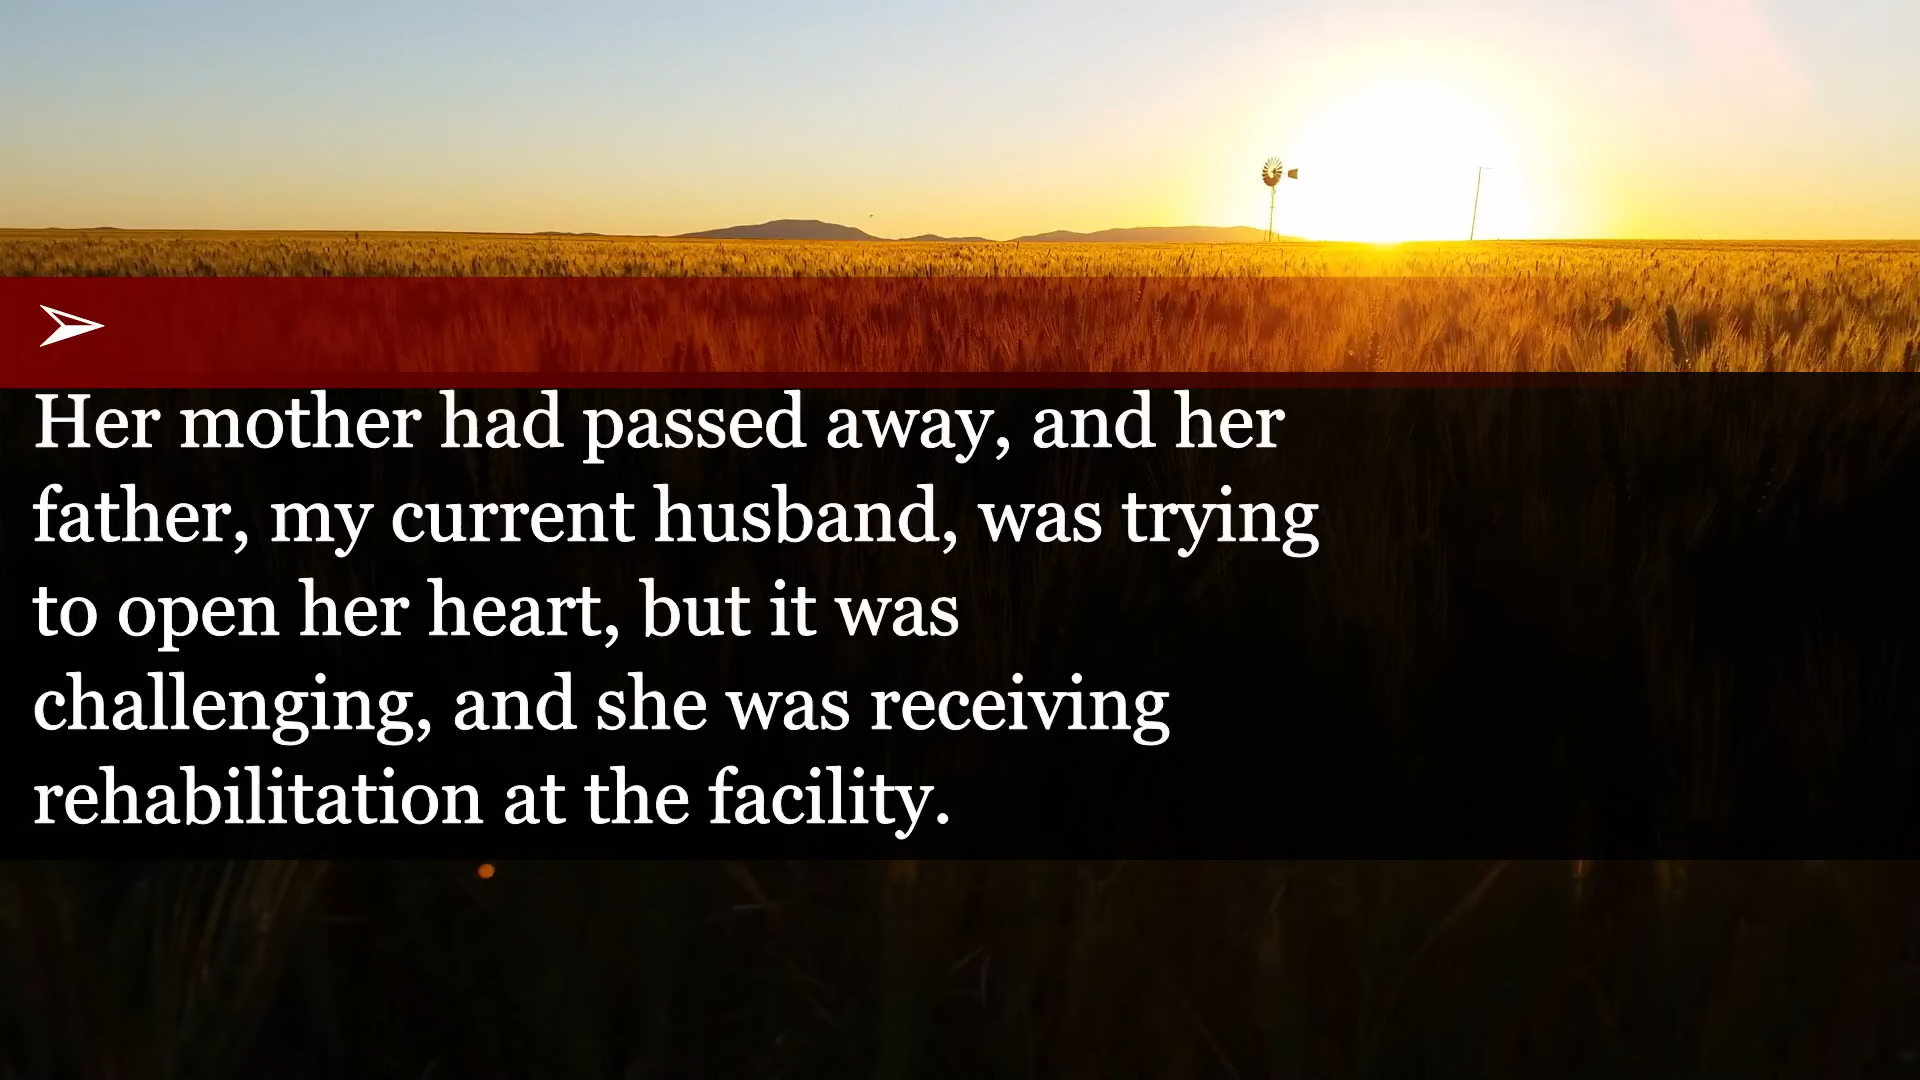 Her mother had passed away, and her
father, my current husband, was trying
to open her heart, but it was
challenging, and she was receiving
rehabilitation at the facility.